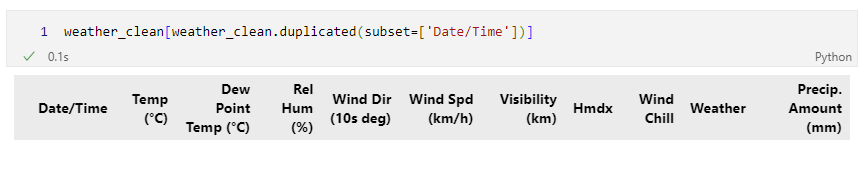 1 weather_clean[weather_clean.duplicated(subset=['Date/Time'])]
✓ 0.1s Python
Date/Time Temp (°C) Dew Point Temp (°C) Rel Hum (%) Wind Dir (10s deg) Wind Spd (km/h) Visibility (km) Hmdx Wind Chill Weather Precip. Amount (mm)